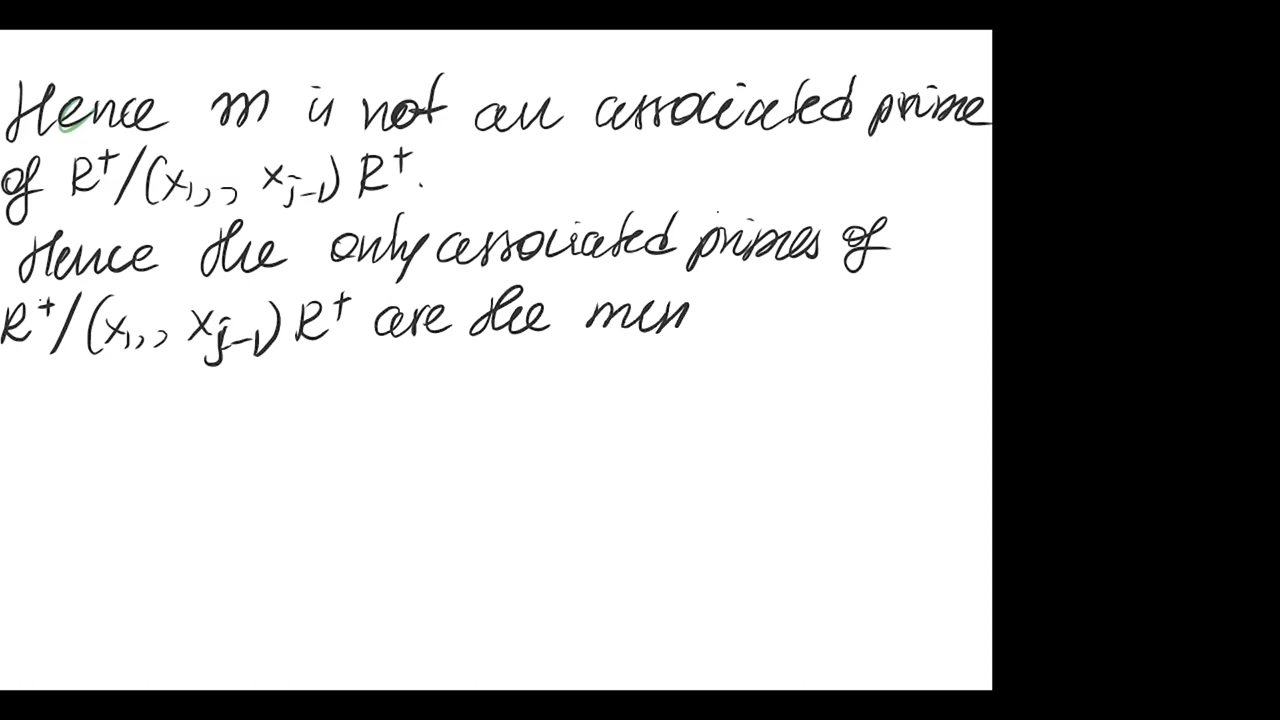 Hence m is not an associated prime
of R⁺/(x₁,, xⱼ₋₁) R⁺.
Hence the only associated primes of
R⁺/(x₁,, xⱼ₋₁) R⁺ are the min